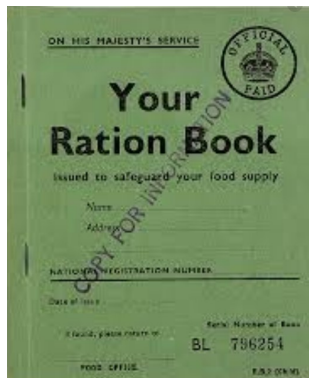 ON HIS MAJESTY'S SERVICE
OFFICIAL
PAID
Your
Ration Book
Issued to safeguard your food supply
COPY FOR INFORMATION
Name
Address
NATIONAL REGISTRATION NUMBER
Date of Issue
If found, please return to
Serial Number of Book
BL 796254
FOOD OFFICE